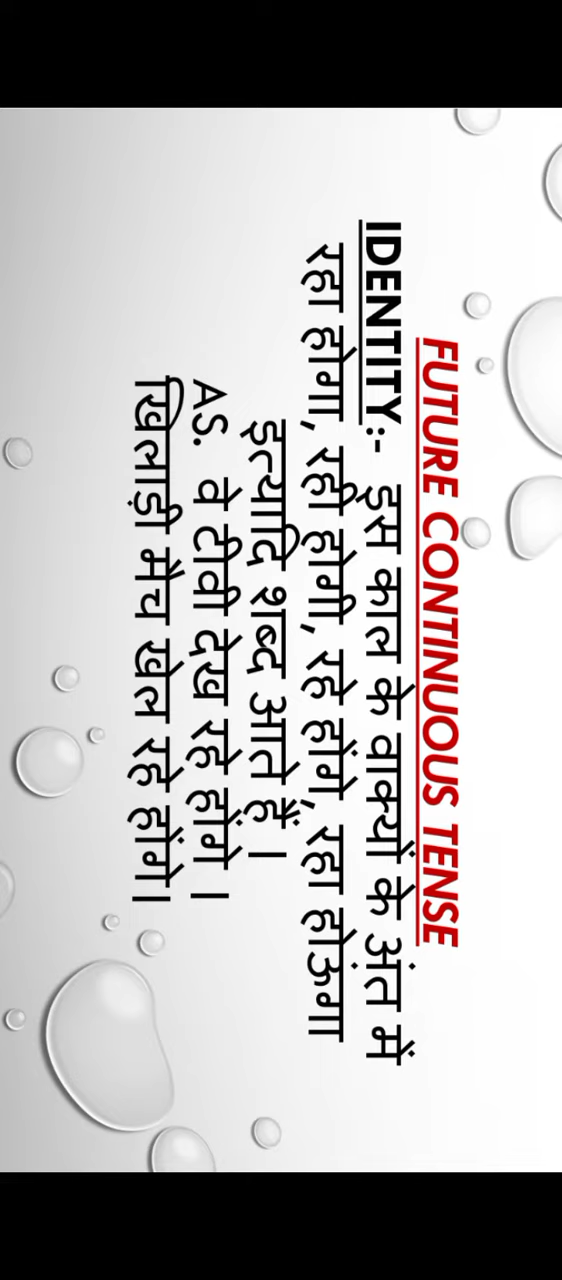 FUTURE CONTINUOUS TENSE
IDENTITY:- इस काल के वाक्यों के अंत में
रहा होगा, रही होगी, रहे होंगे, रहा होऊंगा
इत्यादि शब्द आते हैं ।
AS. वे टीवी देख रहे होंगे ।
खिलाड़ी मैच खेल रहे होंगे।